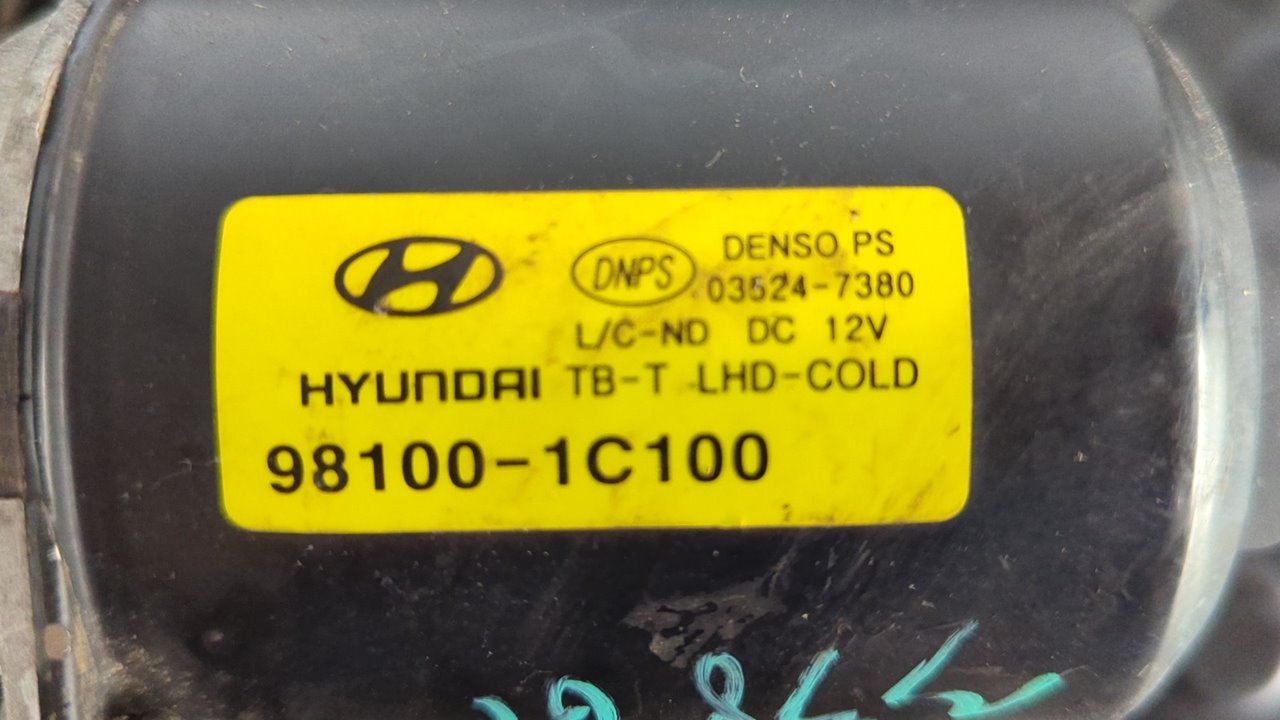 DNPS DENSO PS
03524-7380
L/C-ND DC 12V
HYUNDAI TB-T LHD-COLD
98100-1C100